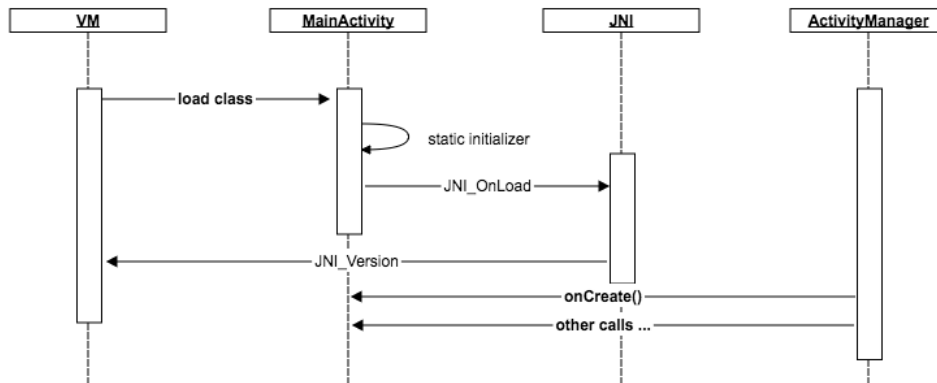 VM
MainActivity
JNI
ActivityManager
load class
static initializer
JNI_OnLoad
JNI_Version
onCreate()
other calls ...